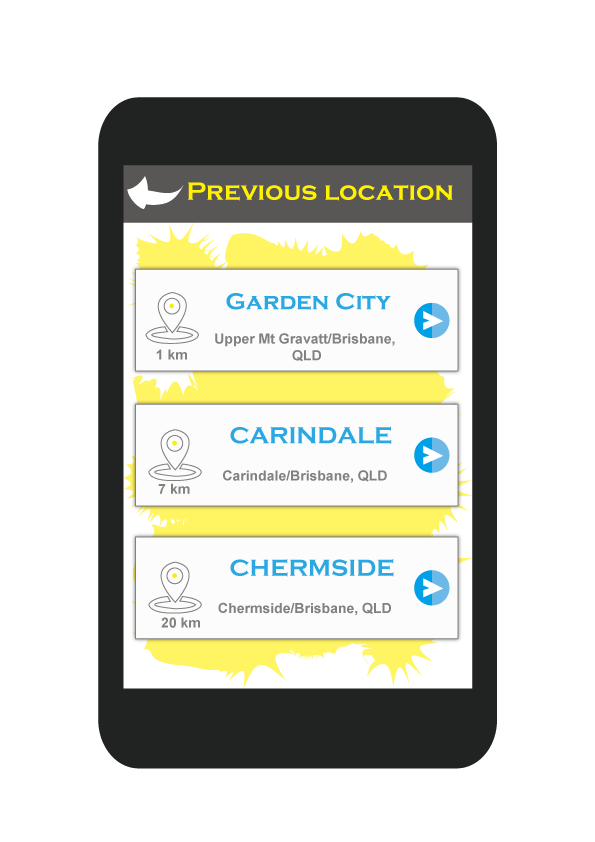 Previous location
Garden City
Upper Mt Gravatt/Brisbane,
QLD
1 km
CARINDALE
Carindale/Brisbane, QLD
7 km
CHERMSIDE
Chermside/Brisbane, QLD
20 km